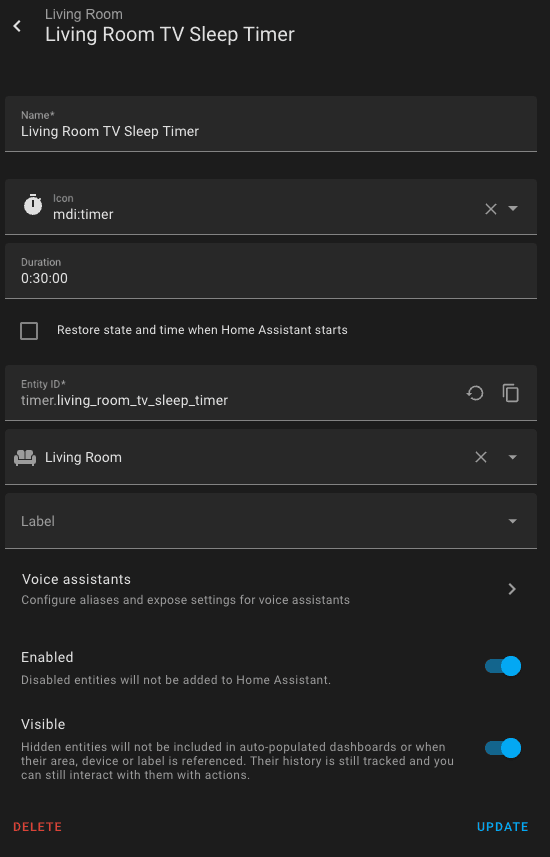 Living Room
Living Room TV Sleep Timer
Name*
Living Room TV Sleep Timer
Icon
mdi:timer
Duration
0:30:00
Restore state and time when Home Assistant starts
Entity ID*
timer.living_room_tv_sleep_timer
Living Room
Label
Voice assistants
Configure aliases and expose settings for voice assistants
Enabled
Disabled entities will not be added to Home Assistant.
Visible
Hidden entities will not be included in auto-populated dashboards or when
their area, device or label is referenced. Their history is still tracked and you
can still interact with them with actions.
DELETE
UPDATE